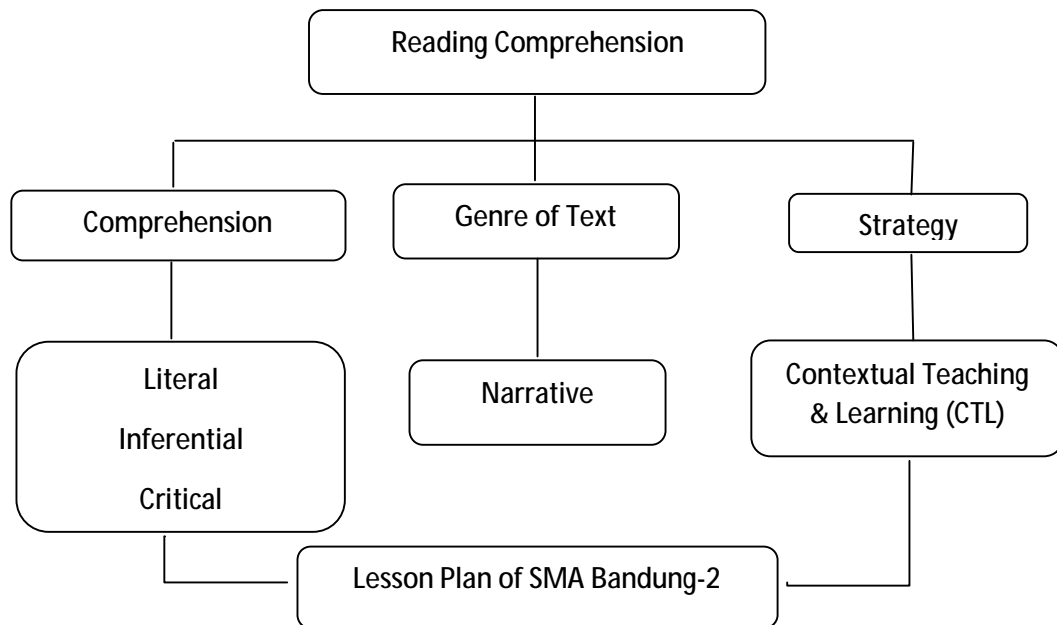 Reading Comprehension
Comprehension
Genre of Text
Strategy
Literal
Inferential
Critical
Narrative
Contextual Teaching
& Learning (CTL)
Lesson Plan of SMA Bandung-2